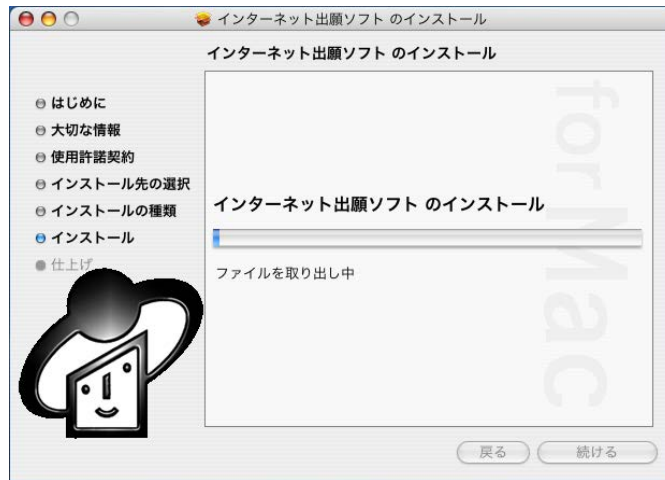 インターネット出願ソフト のインストール
インターネット出願ソフト のインストール
はじめに
大切な情報
使用許諾契約
インストール先の選択
インストールの種類
インストール
仕上げ
for Mac
インターネット出願ソフト のインストール
ファイルを取り出し中
戻る
続ける